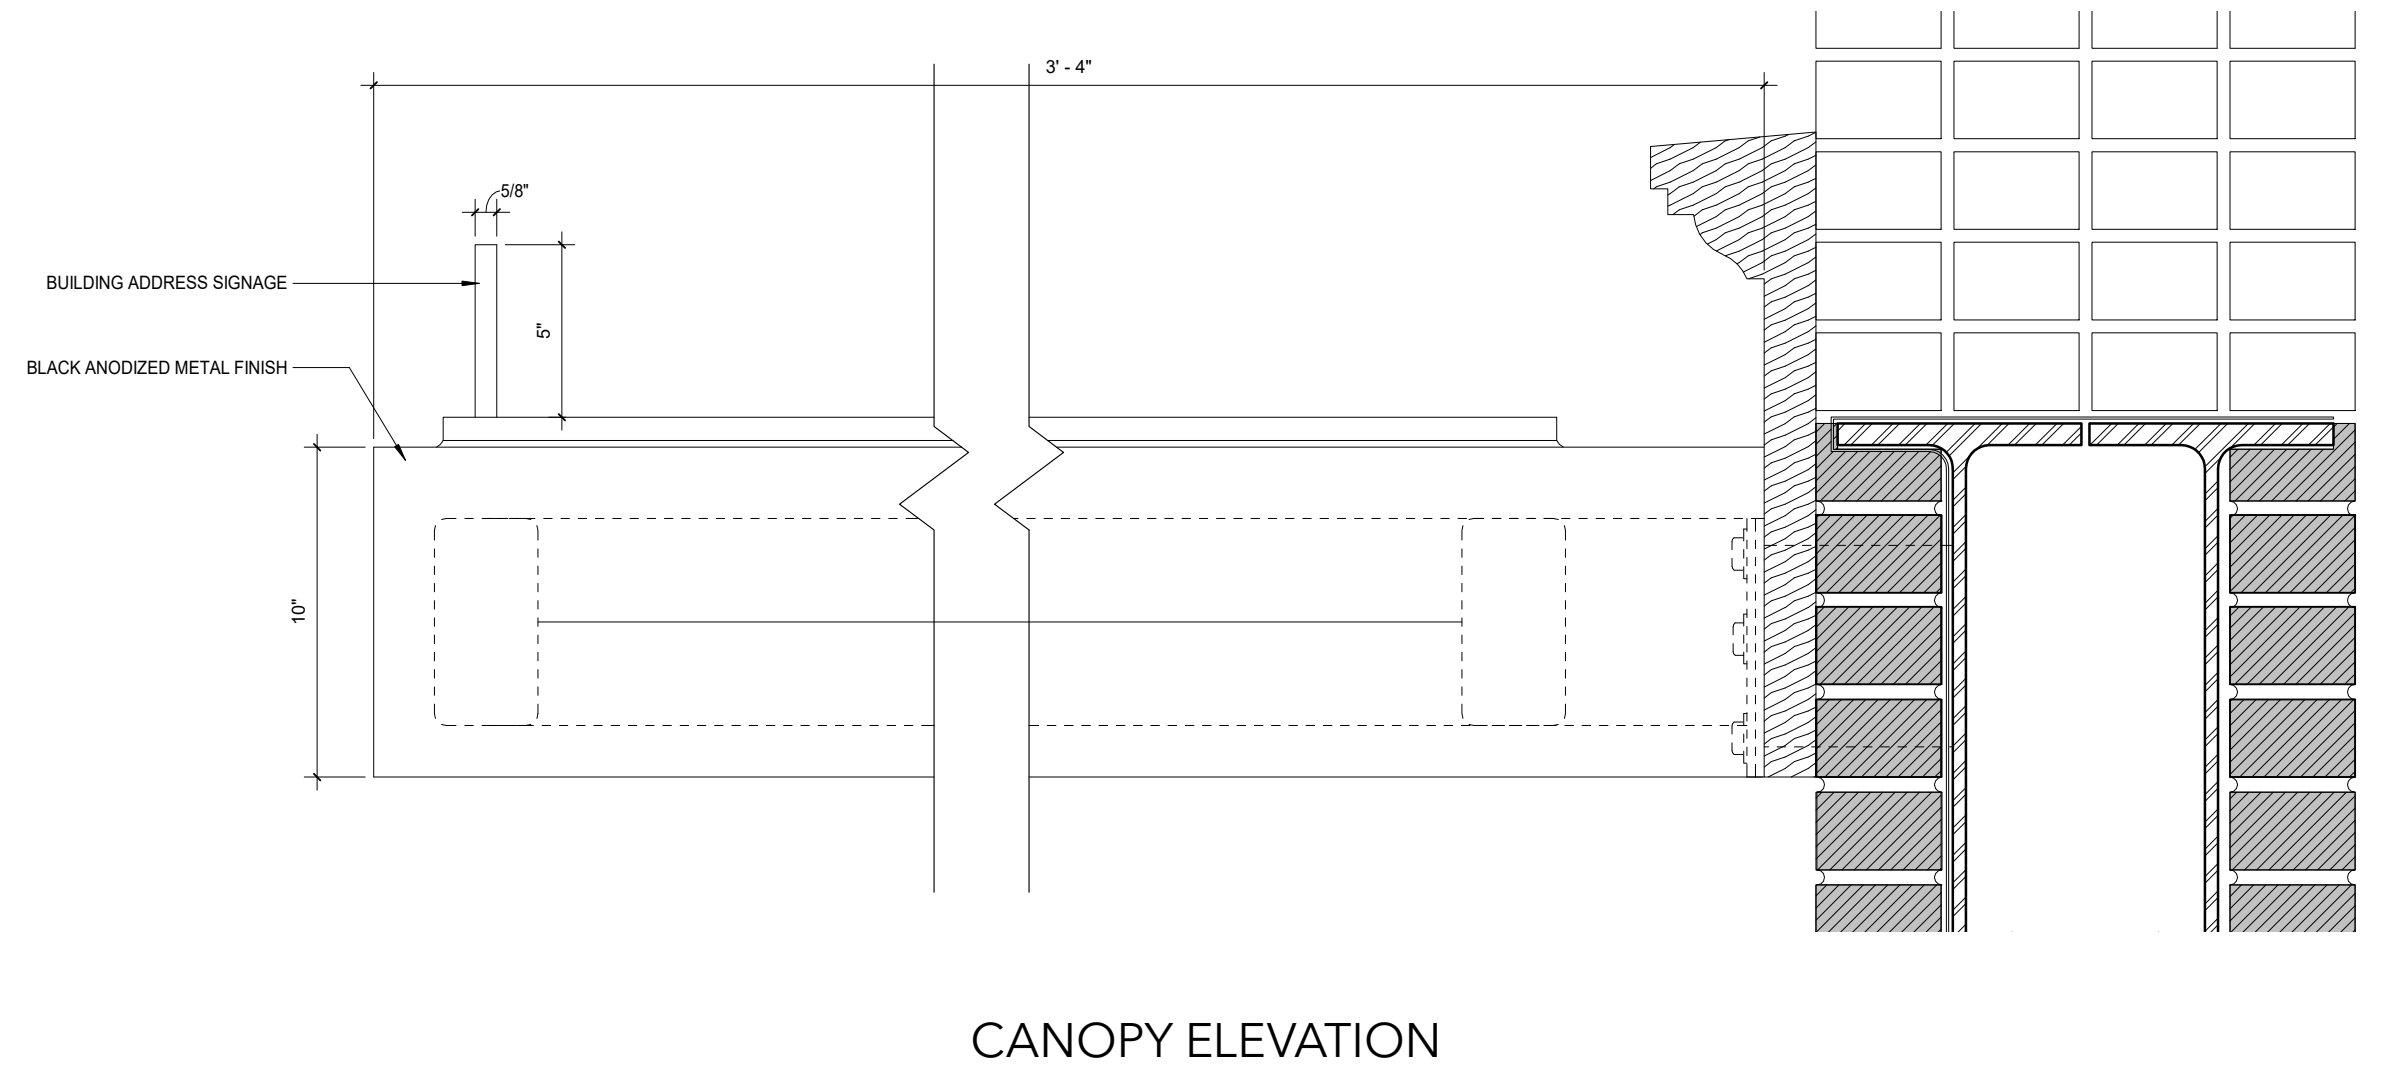 3' - 4"
5/8"
BUILDING ADDRESS SIGNAGE
5"
BLACK ANODIZED METAL FINISH
10"
CANOPY ELEVATION